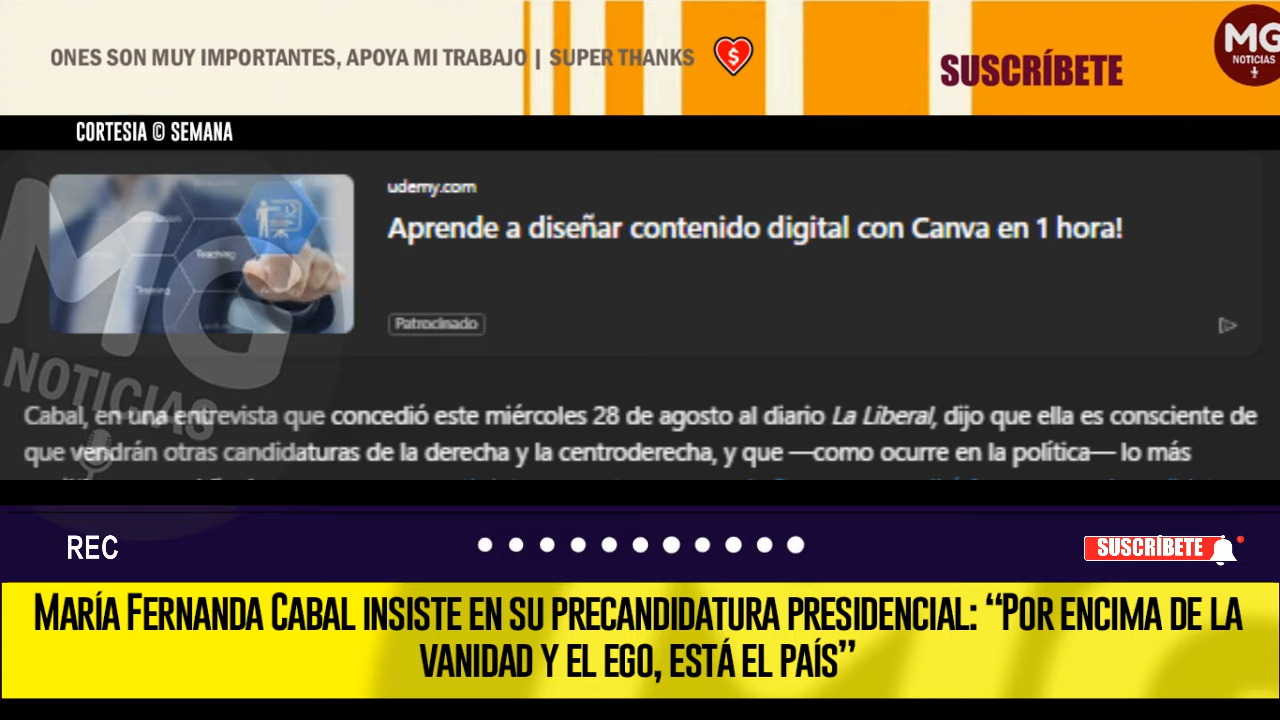 ONES SON MUY IMPORTANTES, APOYA MI TRABAJO | SUPER THANKS
$
SUSCRÍBETE
MG
NOTICIAS
CORTESIA © SEMANA
udemy.com
Aprende a diseñar contenido digital con Canva en 1 hora!
Teaching
Training
Patrocinado
MG
NOTICIAS
Cabal, en una entrevista que concedió este miércoles 28 de agosto al diario La Liberal, dijo que ella es consciente de
que vendrán otras candidaturas de la derecha y la centroderecha, y que —como ocurre en la política— lo más
REC
SUSCRÍBETE
MARÍA FERNANDA CABAL INSISTE EN SU PRECANDIDATURA PRESIDENCIAL: “POR ENCIMA DE LA
VANIDAD Y EL EGO, ESTÁ EL PAÍS”